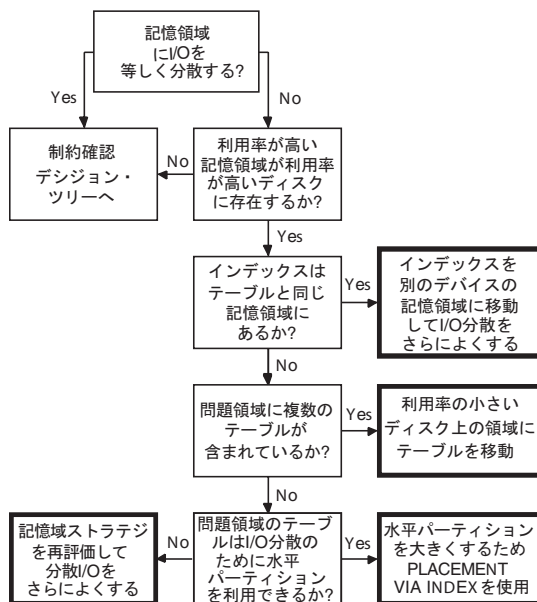 記憶領域
にI/Oを
等しく分散する?
Yes
No
制約確認
デシジョン・
ツリーへ
No
利用率が高い
記憶領域が利用率
が高いディスク
に存在するか?
Yes
インデックスは
テーブルと同じ
記憶領域に
あるか?
Yes
インデックスを
別のデバイスの
記憶領域に移動
してI/O分散を
さらによくする
No
問題領域に複数の
テーブルが
含まれているか?
Yes
利用率の小さい
ディスク上の領域に
テーブルを移動
No
記憶域ストラテジ
を再評価して
分散I/Oを
さらによくする
No
問題領域のテーブ
ルはI/O分散の
ために水平
パーティション
を利用できるか?
Yes
水平パーティション
を大きくするため
PLACEMENT
VIA INDEXを使用